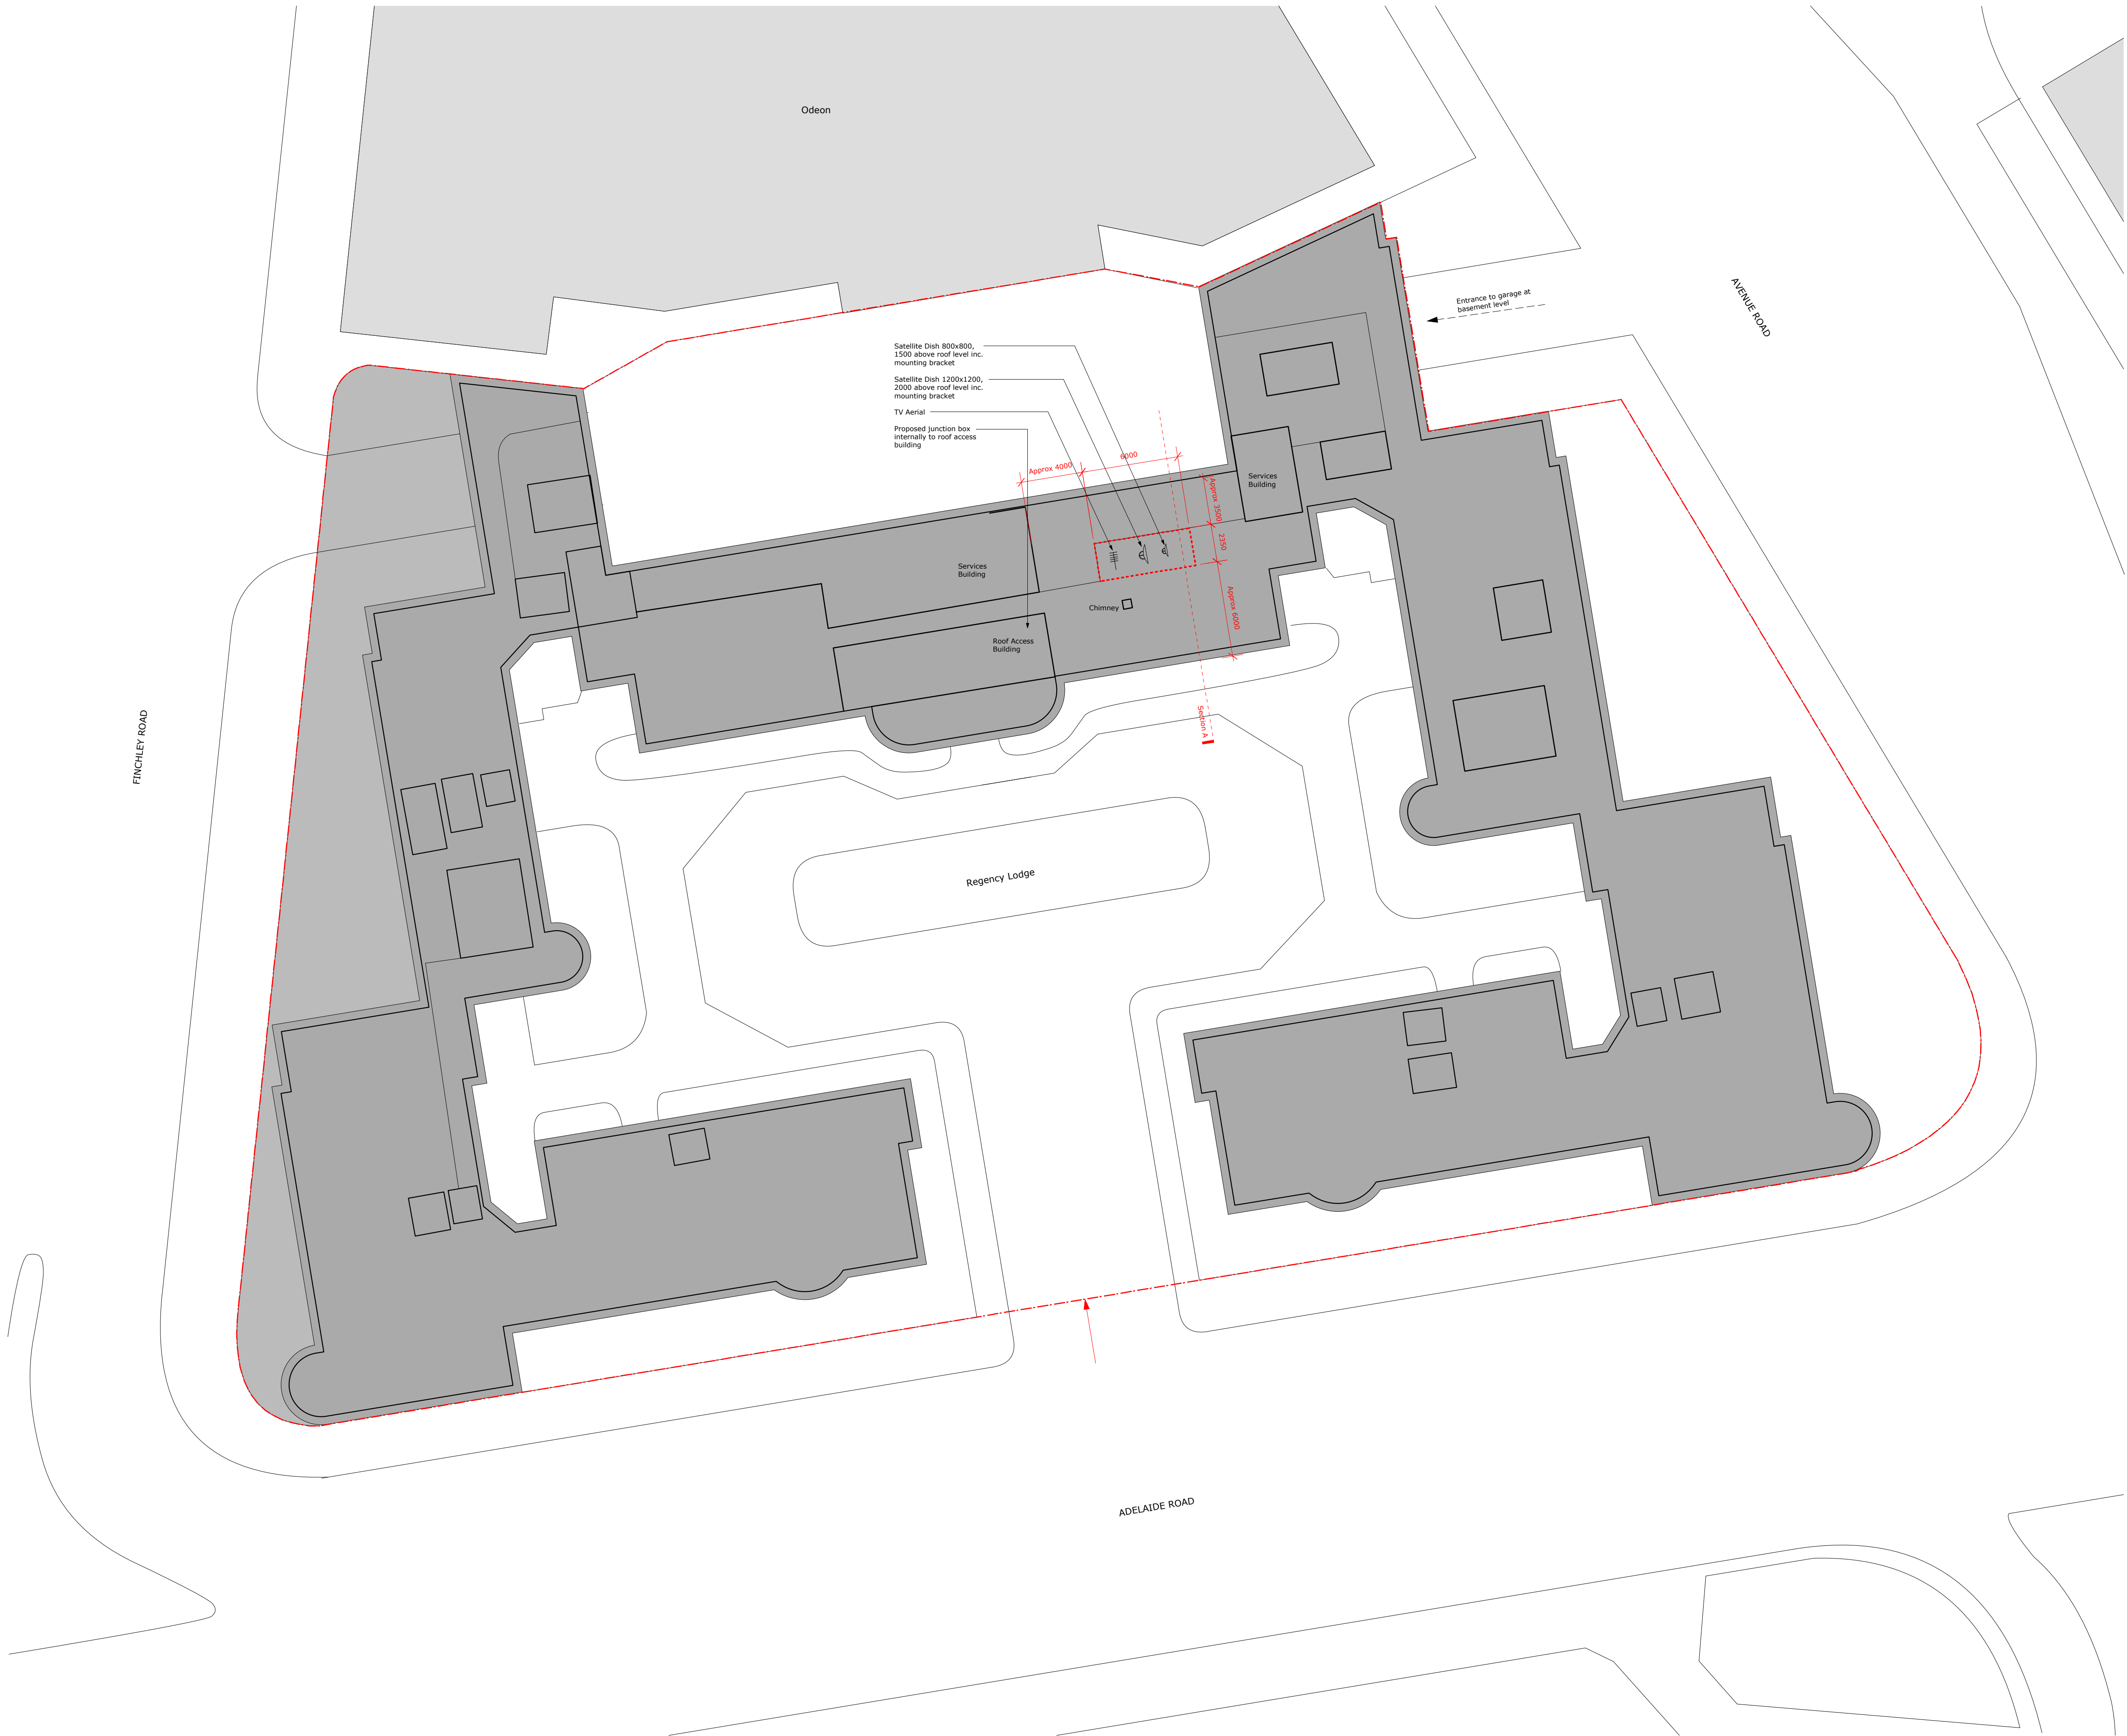 Odeon
AVENUE ROAD
Entrance to garage at
basement level
Satellite Dish 800x800,
1500 above roof level inc.
mounting bracket
Satellite Dish 1200x1200,
2000 above roof level inc.
mounting bracket
TV Aerial
Proposed junction box
internally to roof access
building
Approx 4000
6000
Approx 3500
2350
Approx 6000
Services
Building
Services
Building
Chimney
Roof Access
Building
Section A
FINCHLEY ROAD
Regency Lodge
ADELAIDE ROAD